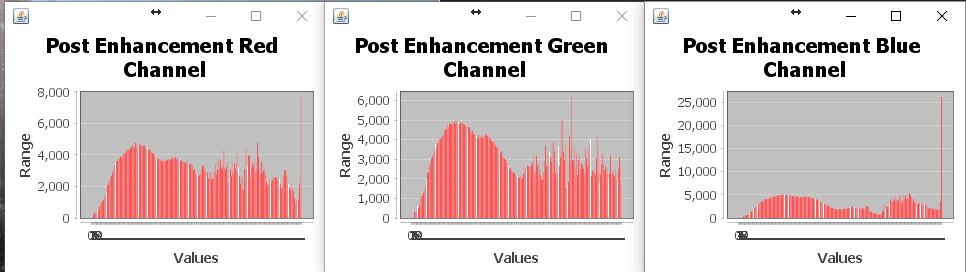 Post Enhancement Red
Channel
8,000
6,000
4,000
2,000
0
Range
Values
Post Enhancement Green
Channel
6,000
5,000
4,000
3,000
2,000
1,000
0
Range
Values
Post Enhancement Blue
Channel
25,000
20,000
15,000
10,000
5,000
0
Range
Values